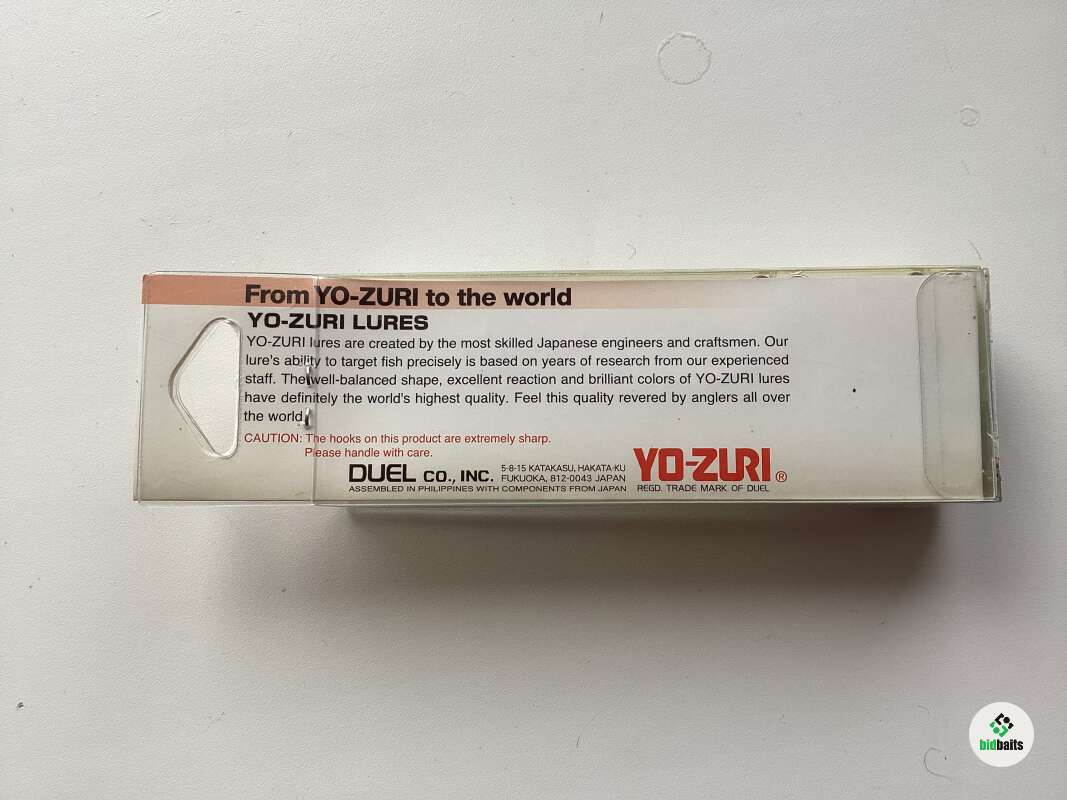 From YO-ZURI to the world
YO-ZURI LURES
YO-ZURI lures are created by the most skilled Japanese engineers and craftsmen. Our
lure's ability to target fish precisely is based on years of research from our experienced
staff. The well-balanced shape, excellent reaction and brilliant colors of YO-ZURI lures
have definitely the world's highest quality. Feel this quality revered by anglers all over
the world.
CAUTION: The hooks on this product are extremely sharp.
Please handle with care.
DUEL CO., INC. 5-8-15 KATAKASU, HAKATA-KU
FUKUOKA, 812-0043 JAPAN
ASSEMBLED IN PHILIPPINES WITH COMPONENTS FROM JAPAN
YO-ZURI ®
REGD. TRADE MARK OF DUEL
bidbaits